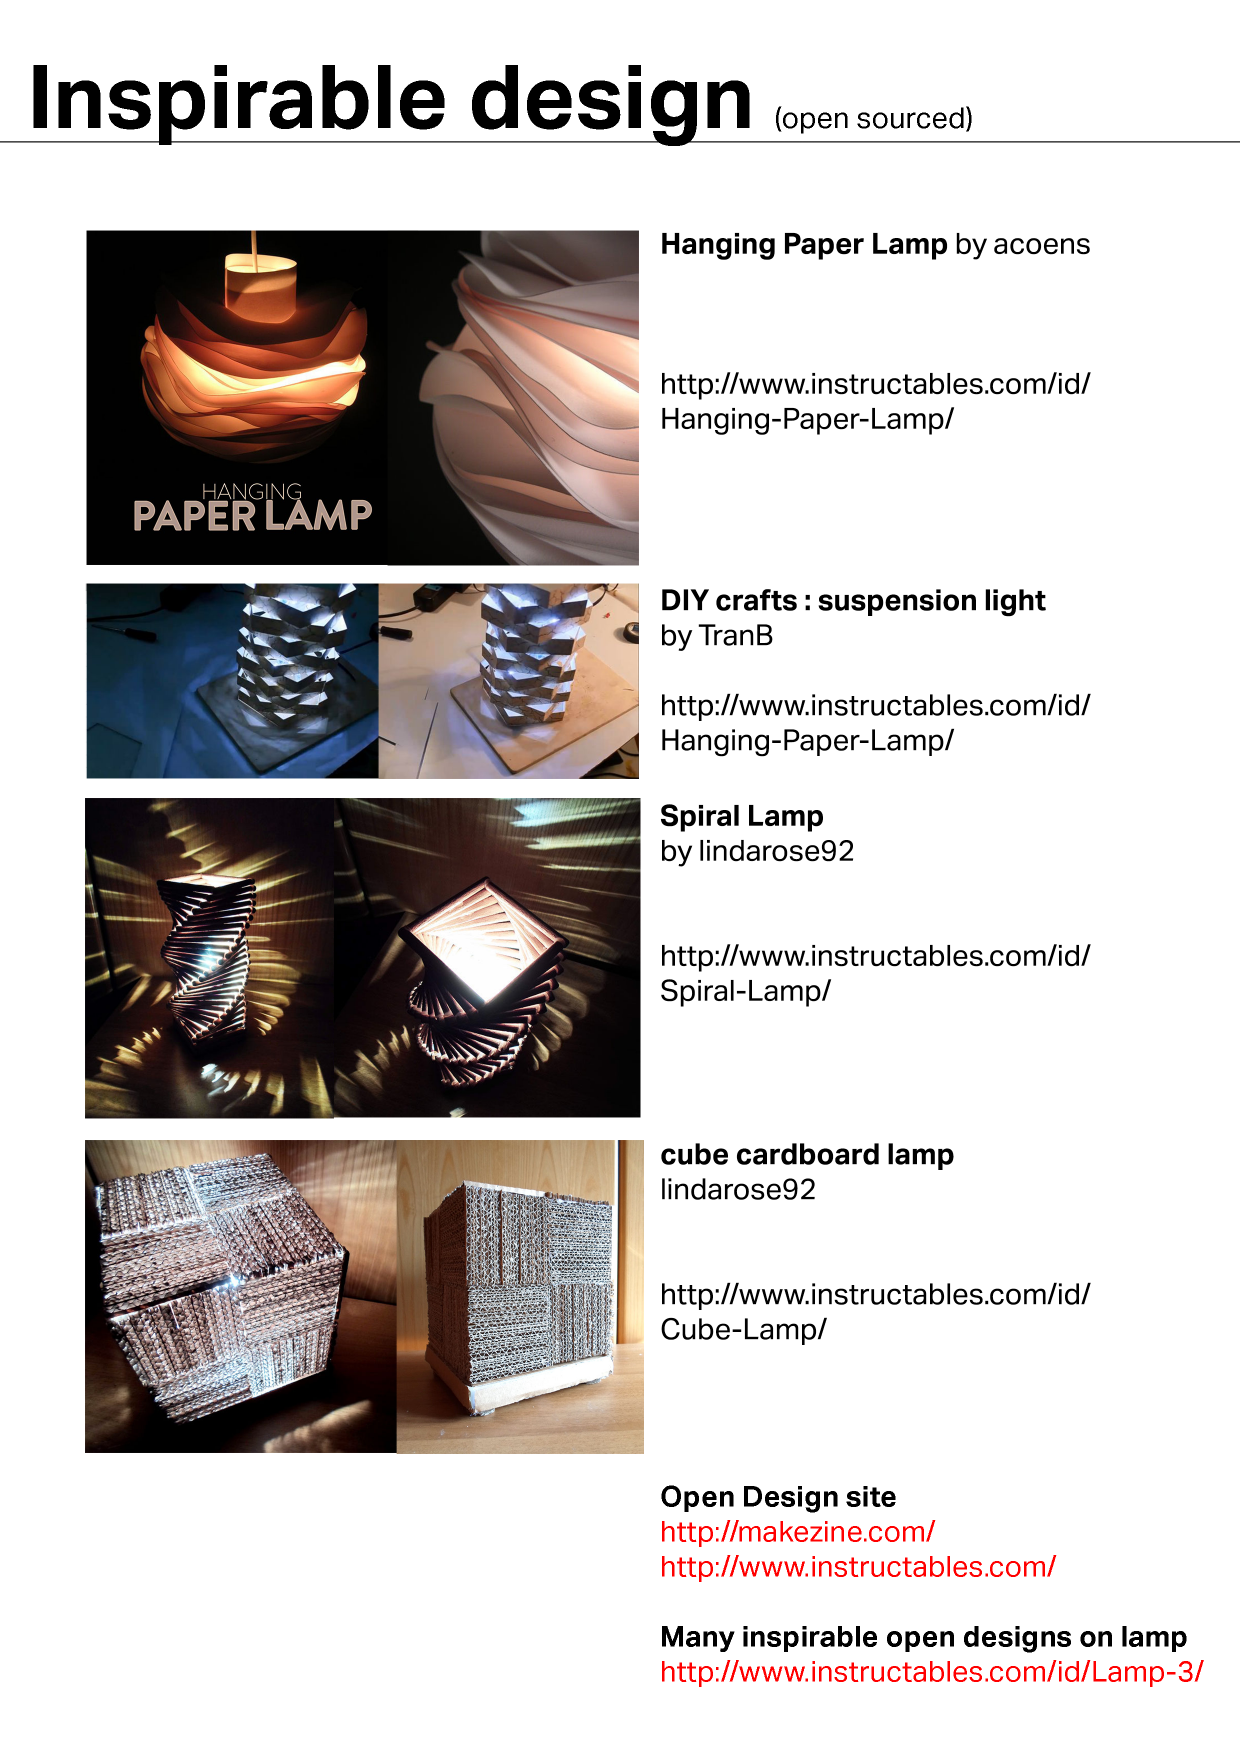 Inspirable design (open sourced)
Hanging Paper Lamp by acoens
http://www.instructables.com/id/
Hanging-Paper-Lamp/
HANGING
PAPER LAMP
DIY crafts : suspension light
by TranB
http://www.instructables.com/id/
Hanging-Paper-Lamp/
Spiral Lamp
by lindarose92
http://www.instructables.com/id/
Spiral-Lamp/
cube cardboard lamp
lindarose92
http://www.instructables.com/id/
Cube-Lamp/
Open Design site
http://makezine.com/
http://www.instructables.com/
Many inspirable open designs on lamp
http://www.instructables.com/id/Lamp-3/